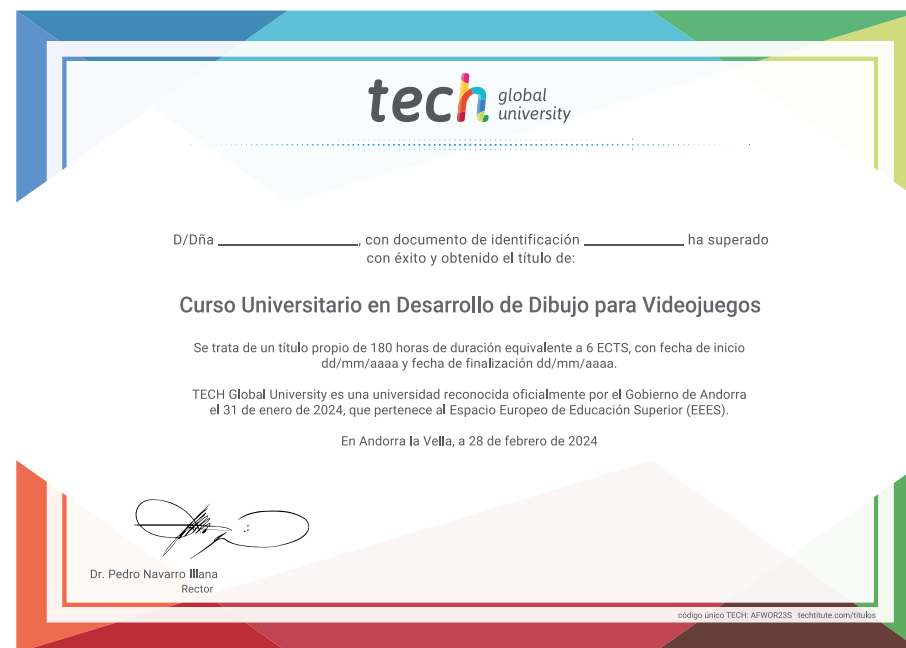 tech global
university
D/Dña ____________________, con documento de identificación ______________ ha superado
con éxito y obtenido el título de:
Curso Universitario en Desarrollo de Dibujo para Videojuegos
Se trata de un título propio de 180 horas de duración equivalente a 6 ECTS, con fecha de inicio
dd/mm/aaaa y fecha de finalización dd/mm/aaaa.
TECH Global University es una universidad reconocida oficialmente por el Gobierno de Andorra
el 31 de enero de 2024, que pertenece al Espacio Europeo de Educación Superior (EEES).
En Andorra la Vella, a 28 de febrero de 2024
Dr. Pedro Navarro Illana
Rector
código único TECH: AFWOR23S techtitute.com/titulos